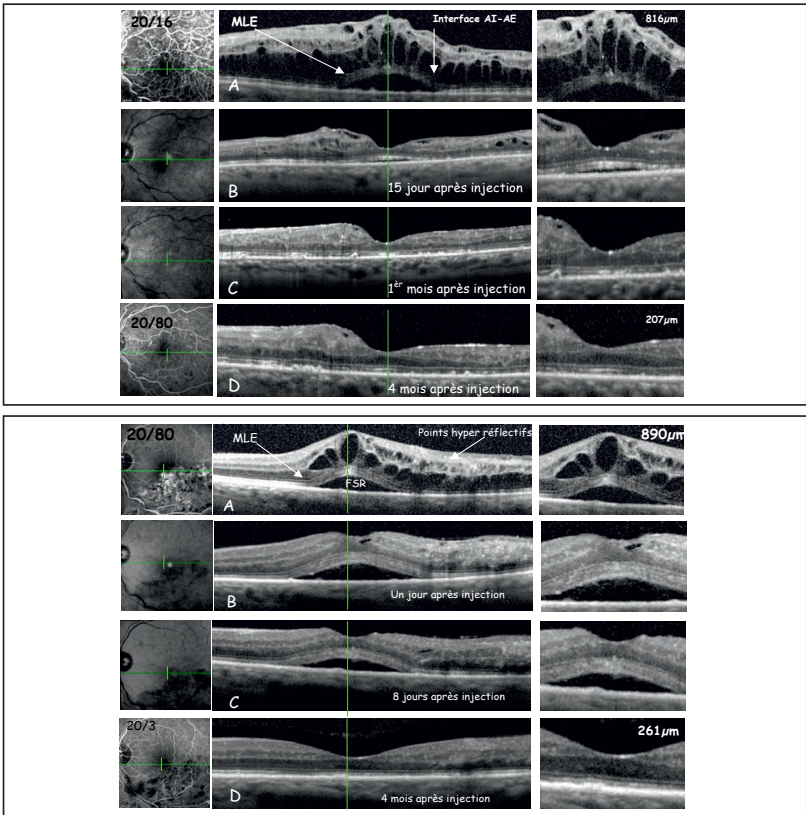 20/16
MLE
Interface AI-AE
816µm
A
B
15 jour après injection
C
1èr mois après injection
20/80
207µm
D
4 mois après injection
20/80
MLE
Points hyper réflectifs
890µm
FSR
A
B
Un jour après injection
C
8 jours après injection
20/3
261µm
D
4 mois après injection